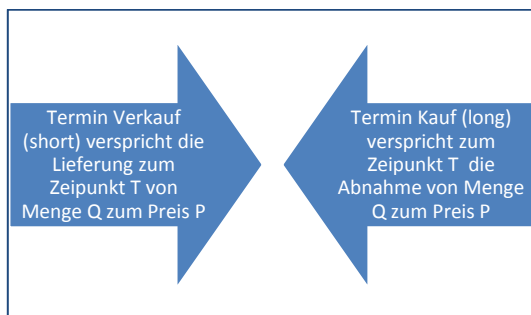 Termin Verkauf
(short) verspricht die
Lieferung zum
Zeipunkt T von
Menge Q zum Preis P
Termin Kauf (long)
verspricht zum
Zeipunkt T die
Abnahme von Menge
Q zum Preis P